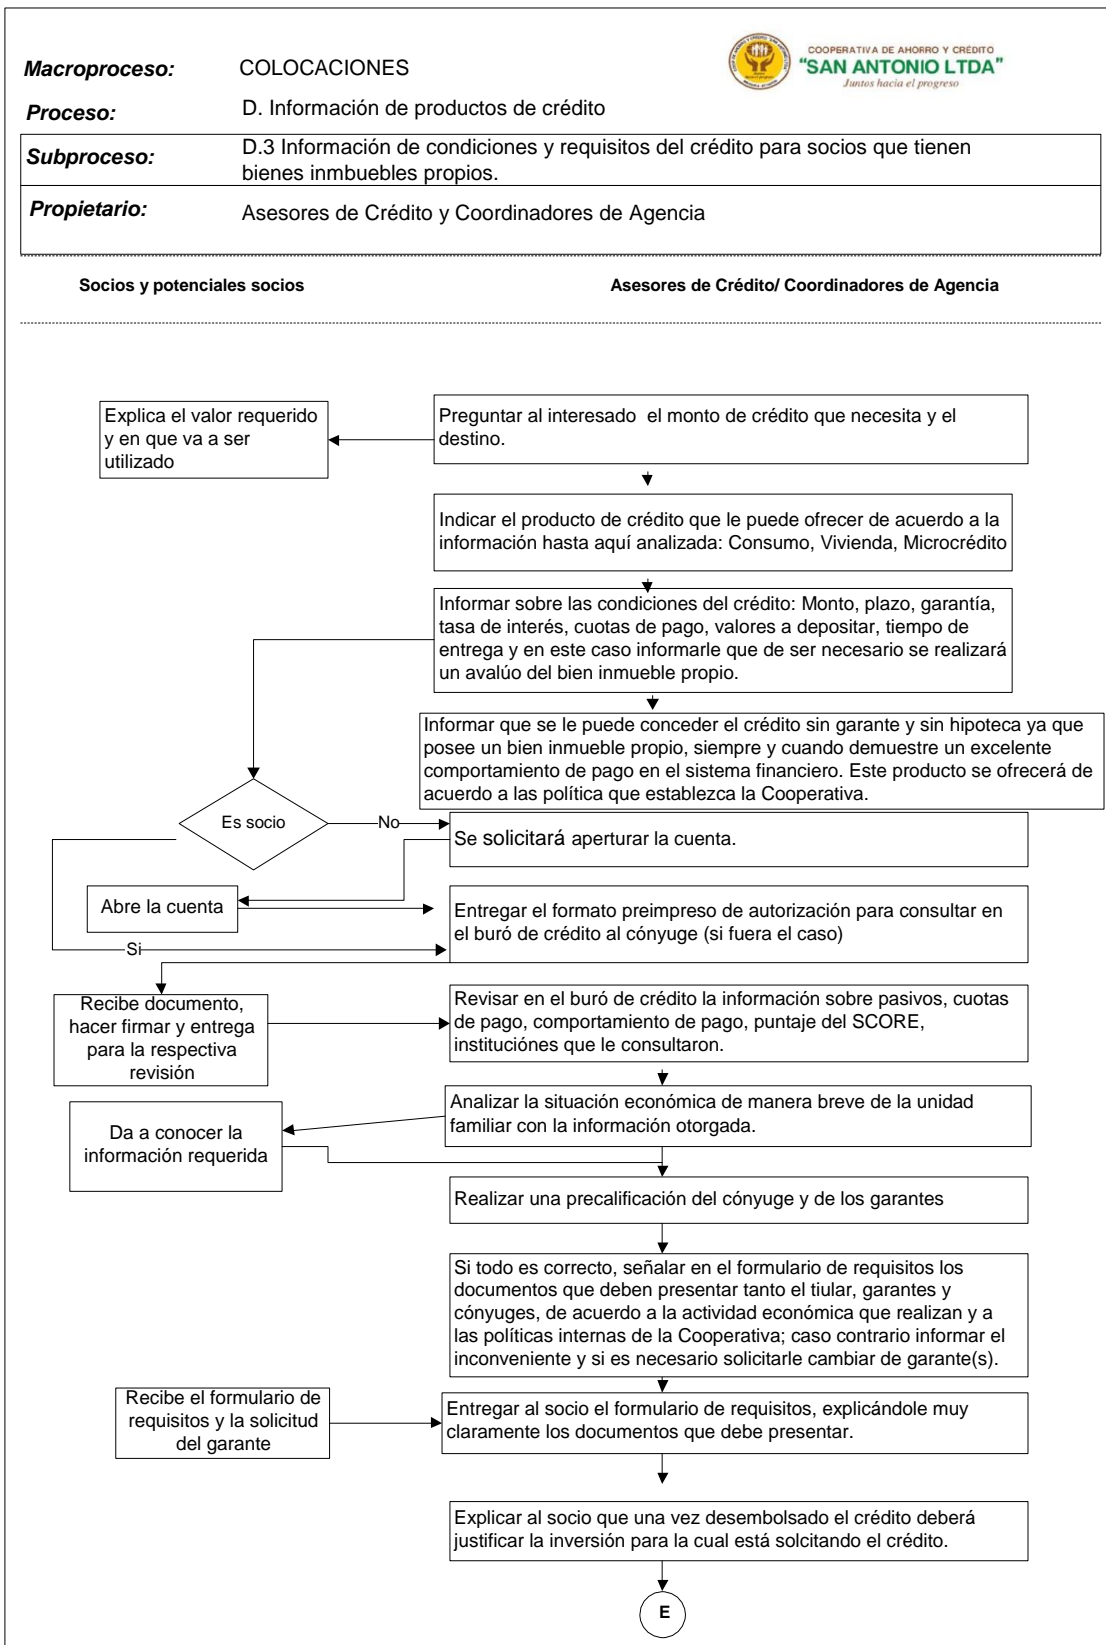 Macroproceso: COLOCACIONES
COOPERATIVA DE AHORRO Y CRÉDITO
"SAN ANTONIO LTDA"
Juntos hacia el progreso
Proceso: D. Información de productos de crédito
Subproceso: D.3 Información de condiciones y requisitos del crédito para socios que tienen
bienes inmbuebles propios.
Propietario: Asesores de Crédito y Coordinadores de Agencia
Socios y potenciales socios
Asesores de Crédito/ Coordinadores de Agencia
Preguntar al interesado el monto de crédito que necesita y el
destino.
Explica el valor requerido
y en que va a ser
utilizado
Indicar el producto de crédito que le puede ofrecer de acuerdo a la
información hasta aquí analizada: Consumo, Vivienda, Microcrédito
Informar sobre las condiciones del crédito: Monto, plazo, garantía,
tasa de interés, cuotas de pago, valores a depositar, tiempo de
entrega y en este caso informarle que de ser necesario se realizará
un avalúo del bien inmueble propio.
Informar que se le puede conceder el crédito sin garante y sin hipoteca ya que
posee un bien inmueble propio, siempre y cuando demuestre un excelente
comportamiento de pago en el sistema financiero. Este producto se ofrecerá de
acuerdo a las política que establezca la Cooperativa.
Es socio
No
Se solicitará aperturar la cuenta.
Abre la cuenta
Entregar el formato preimpreso de autorización para consultar en
el buró de crédito al cónyuge (si fuera el caso)
Si
Recibe documento,
hacer firmar y entrega
para la respectiva
revisión
Revisar en el buró de crédito la información sobre pasivos, cuotas
de pago, comportamiento de pago, puntaje del SCORE,
instituciónes que le consultaron.
Analizar la situación económica de manera breve de la unidad
familiar con la información otorgada.
Da a conocer la
información requerida
Realizar una precalificación del cónyuge y de los garantes
Si todo es correcto, señalar en el formulario de requisitos los
documentos que deben presentar tanto el tiular, garantes y
cónyuges, de acuerdo a la actividad económica que realizan y a
las políticas internas de la Cooperativa; caso contrario informar el
inconveniente y si es necesario solicitarle cambiar de garante(s).
Recibe el formulario de
requisitos y la solicitud
del garante
Entregar al socio el formulario de requisitos, explicándole muy
claramente los documentos que debe presentar.
Explicar al socio que una vez desembolsado el crédito deberá
justificar la inversión para la cual está solcitando el crédito.
E